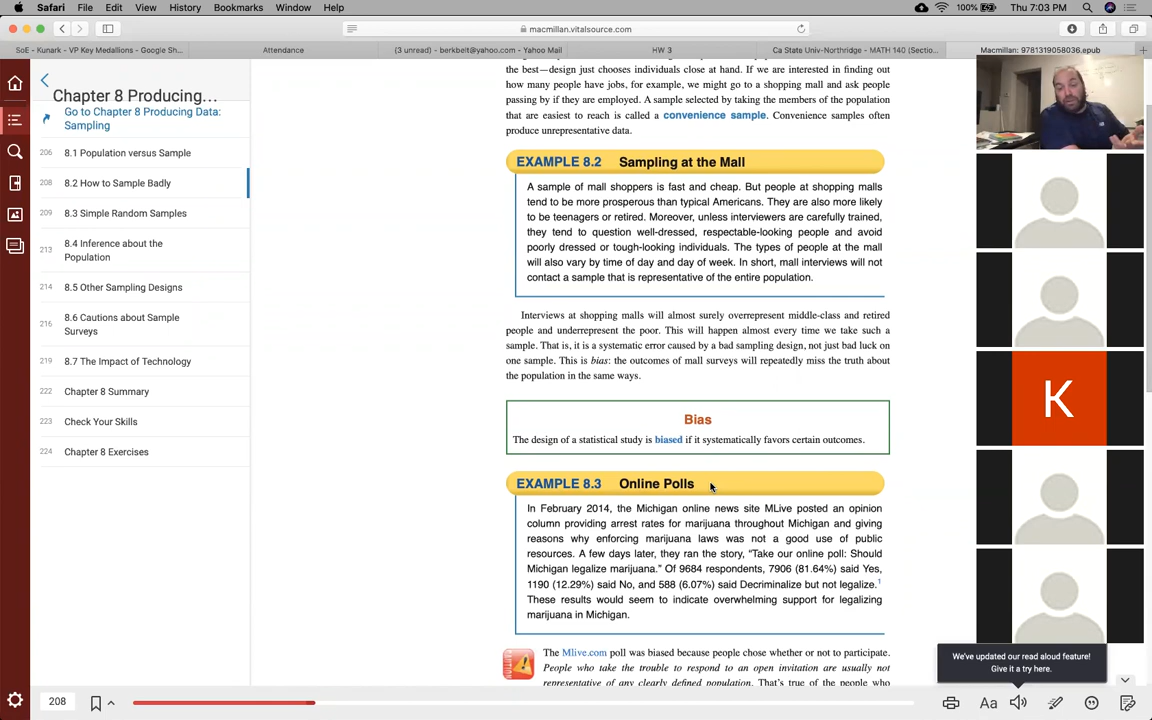 Safari File Edit View History Bookmarks Window Help 100% Thu 7:03 PM
macmillan.vitalsource.com
SoE - Kunark - VP Key Medallions - Google Sh... Attendance (3 unread) - berkbelt@yahoo.com - Yahoo Mail HW 3 Ca State Univ-Northridge - MATH 140 (Sectio... Macmillan: 9781319058036.epub
Chapter 8 Producing...
Go to Chapter 8 Producing Data:
Sampling
206 8.1 Population versus Sample
208 8.2 How to Sample Badly
209 8.3 Simple Random Samples
213 8.4 Inference about the
Population
214 8.5 Other Sampling Designs
216 8.6 Cautions about Sample
Surveys
219 8.7 The Impact of Technology
222 Chapter 8 Summary
223 Check Your Skills
224 Chapter 8 Exercises
the best—design just chooses individuals close at hand. If we are interested in finding out
how many people have jobs, for example, we might go to a shopping mall and ask people
passing by if they are employed. A sample selected by taking the members of the population
that are easiest to reach is called a convenience sample. Convenience samples often
produce unrepresentative data.
EXAMPLE 8.2 Sampling at the Mall
A sample of mall shoppers is fast and cheap. But people at shopping malls
tend to be more prosperous than typical Americans. They are also more likely
to be teenagers or retired. Moreover, unless interviewers are carefully trained,
they tend to question well-dressed, respectable-looking people and avoid
poorly dressed or tough-looking individuals. The types of people at the mall
will also vary by time of day and day of week. In short, mall interviews will not
contact a sample that is representative of the entire population.
Interviews at shopping malls will almost surely overrepresent middle-class and retired
people and underrepresent the poor. This will happen almost every time we take such a
sample. That is, it is a systematic error caused by a bad sampling design, not just bad luck on
one sample. This is bias: the outcomes of mall surveys will repeatedly miss the truth about
the population in the same ways.
Bias
The design of a statistical study is biased if it systematically favors certain outcomes.
EXAMPLE 8.3 Online Polls
In February 2014, the Michigan online news site MLive posted an opinion
column providing arrest rates for marijuana throughout Michigan and giving
reasons why enforcing marijuana laws was not a good use of public
resources. A few days later, they ran the story, “Take our online poll: Should
Michigan legalize marijuana.” Of 9684 respondents, 7906 (81.64%) said Yes,
1190 (12.29%) said No, and 588 (6.07%) said Decriminalize but not legalize.1
These results would seem to indicate overwhelming support for legalizing
marijuana in Michigan.
The Mlive.com poll was biased because people chose whether or not to participate.
People who take the trouble to respond to an open invitation are usually not
representative of any clearly defined population. That’s true of the people who
K
We've updated our read aloud feature!
Give it a try here.
208
Aa